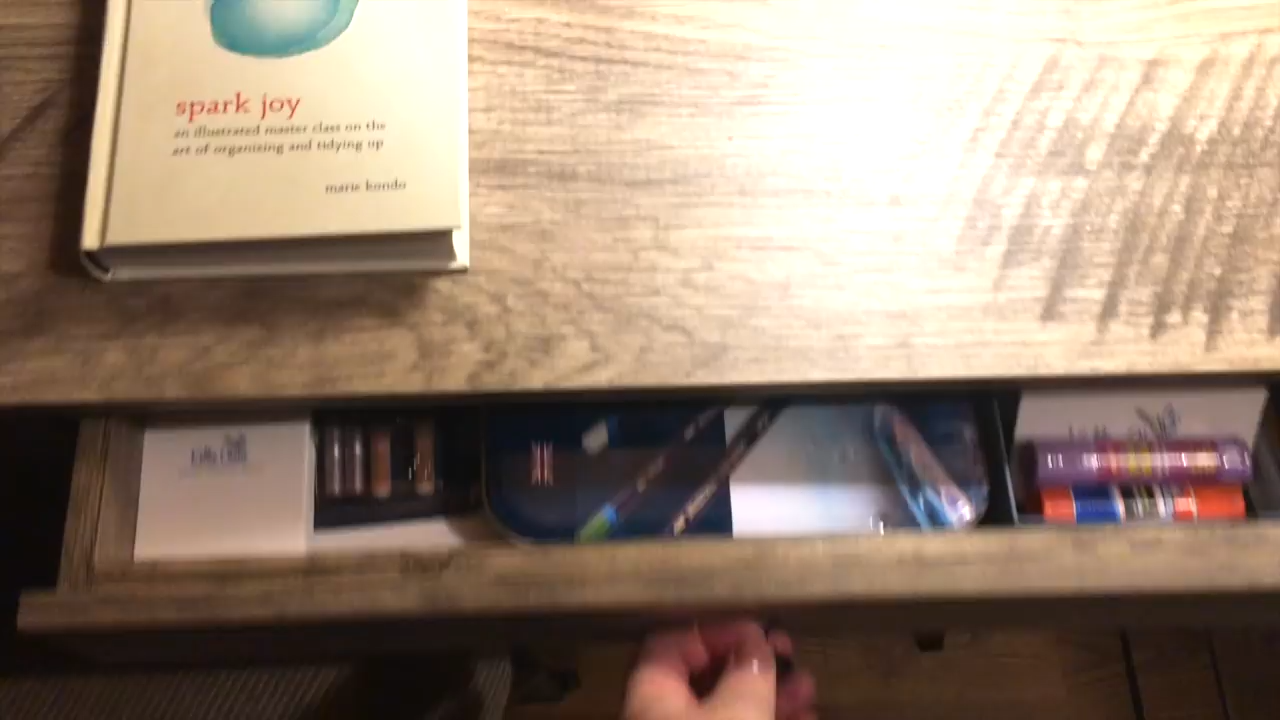 spark joy
an illustrated master class on the
art of organizing and tidying up
marie kondo